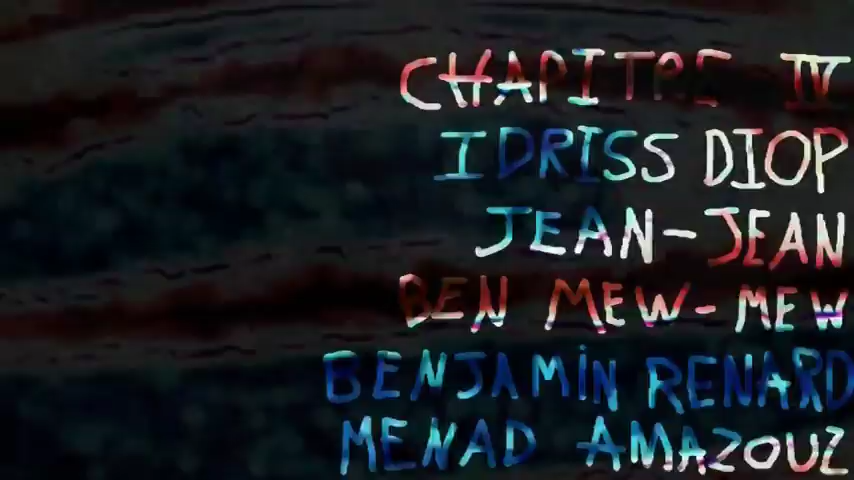 CHAPITRE IV
IDRISS DIOP
JEAN-JEAN
BEN MEW-MEW
BENJAMiN RENARD
MENAD AMAZOUZ